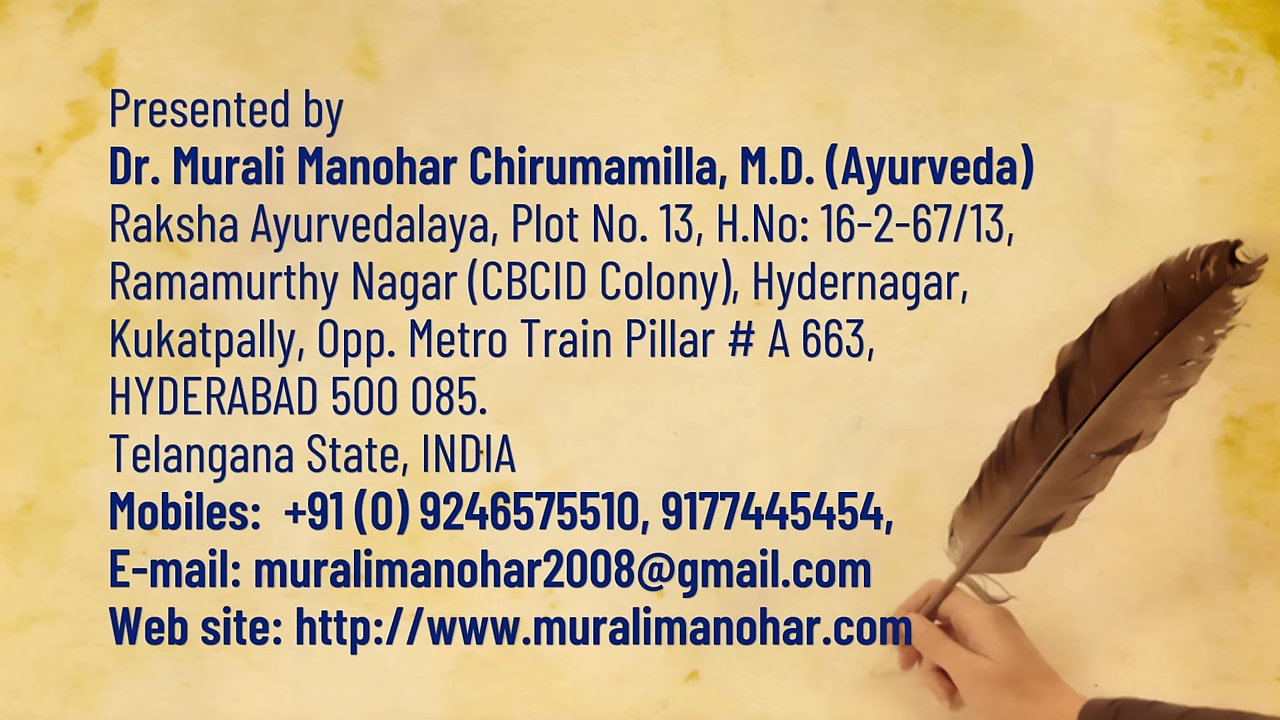 Presented by
Dr. Murali Manohar Chirumamilla, M.D. (Ayurveda)
Raksha Ayurvedalaya, Plot No. 13, H.No: 16-2-67/13,
Ramamurthy Nagar (CBCID Colony), Hydernagar,
Kukatpally, Opp. Metro Train Pillar # A 663,
HYDERABAD 500 085.
Telangana State, INDIA
Mobiles:  +91 (0) 9246575510, 9177445454,
E-mail: muralimanohar2008@gmail.com
Web site: http://www.muralimanohar.com